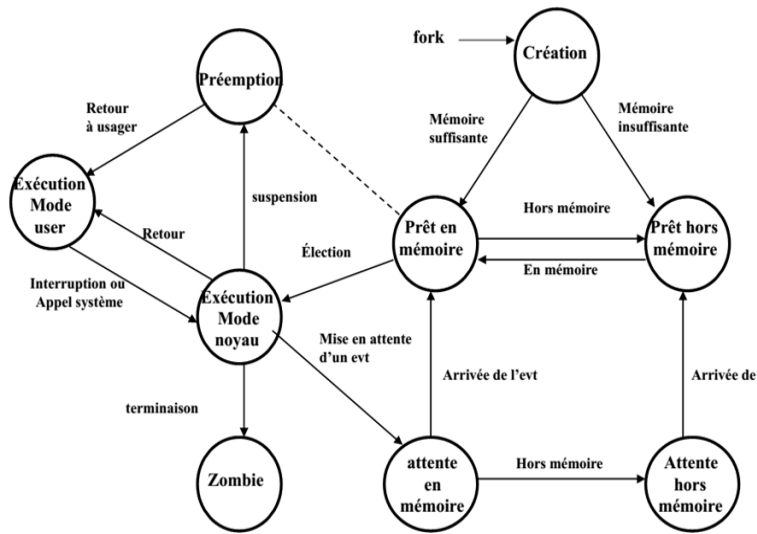 fork
Création
Préemption
Retour
à usager
Mémoire
suffisante
Mémoire
insuffisante
Exécution
Mode
user
suspension
Retour
Prêt en
mémoire
Hors mémoire
En mémoire
Prêt hors
mémoire
Élection
Interruption ou
Appel système
Exécution
Mode
noyau
Mise en attente
d'un evt
Arrivée de l'evt
Arrivée de
terminaison
Zombie
attente
en
mémoire
Hors mémoire
Attente
hors
mémoire